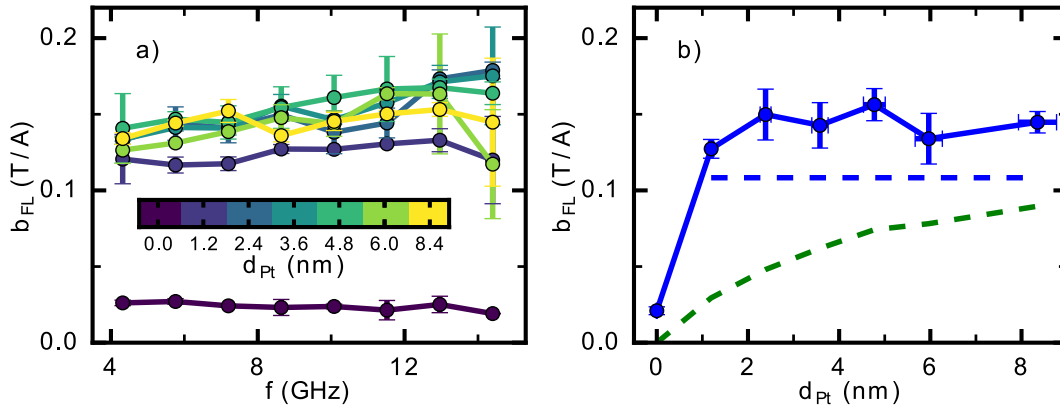 a)
b)
0.2
0.1
0.0
b_FL (T / A)
0.0 1.2 2.4 3.6 4.8 6.0 8.4
d_Pt (nm)
4 8 12
f (GHz)
0.2
0.1
0.0
b_FL (T / A)
0 2 4 6 8
d_Pt (nm)